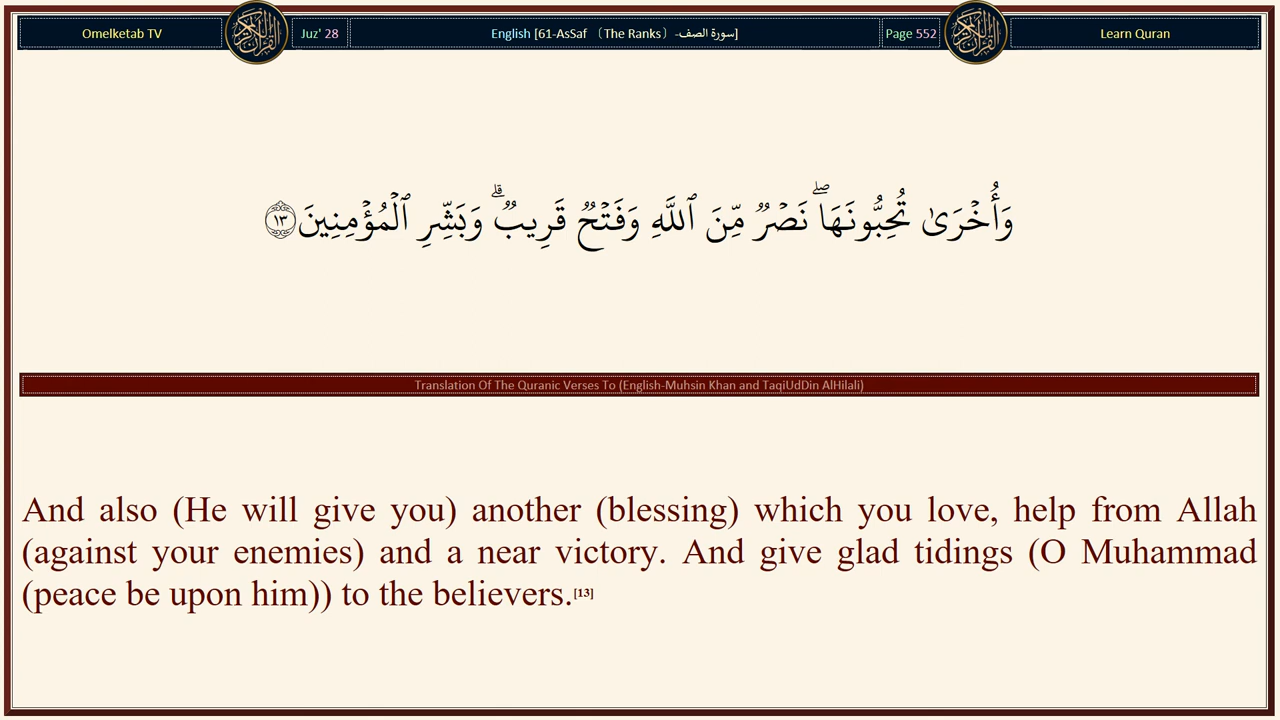 Omelketab TV
Juz' 28
English [61-AsSaf （The Ranks） -سورة الصف]
Page 552
Learn Quran
وَأُخْرَىٰ تُحِبُّونَهَا ۖ نَصْرٌ مِّنَ ٱللَّهِ وَفَتْحٌ قَرِيبٌ ۗ وَبَشِّرِ ٱلْمُؤْمِنِينَ ١٣
Translation Of The Quranic Verses To (English-Muhsin Khan and TaqiUdDin AlHilali)
And also (He will give you) another (blessing) which you love, help from Allah
(against your enemies) and a near victory. And give glad tidings (O Muhammad
(peace be upon him)) to the believers.[13]